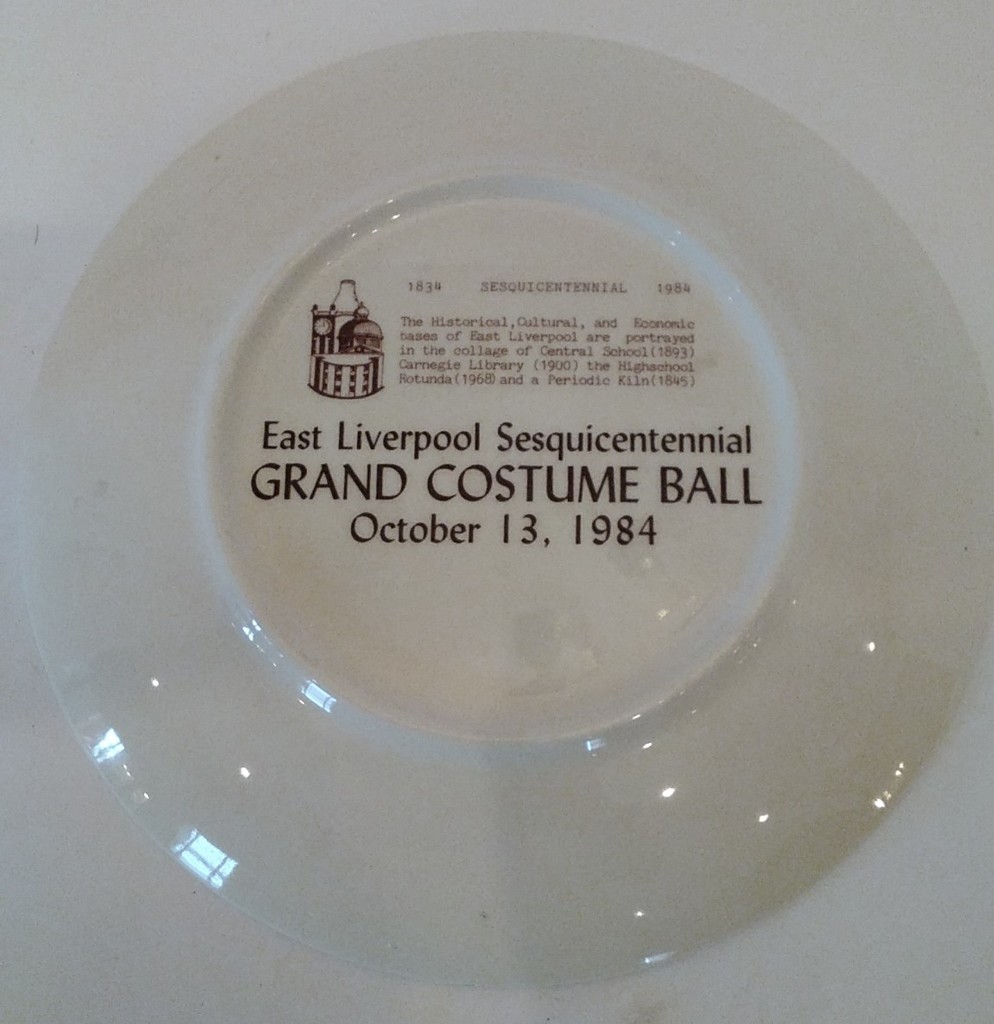 1834 SESQUICENTENNIAL 1984
The Historical, Cultural, and Economic
bases of East Liverpool are portrayed
in the collage of Central School (1893)
Carnegie Library (1900) the Highschool
Rotunda (1968) and a Periodic Kiln (1845)
East Liverpool Sesquicentennial
GRAND COSTUME BALL
October 13, 1984